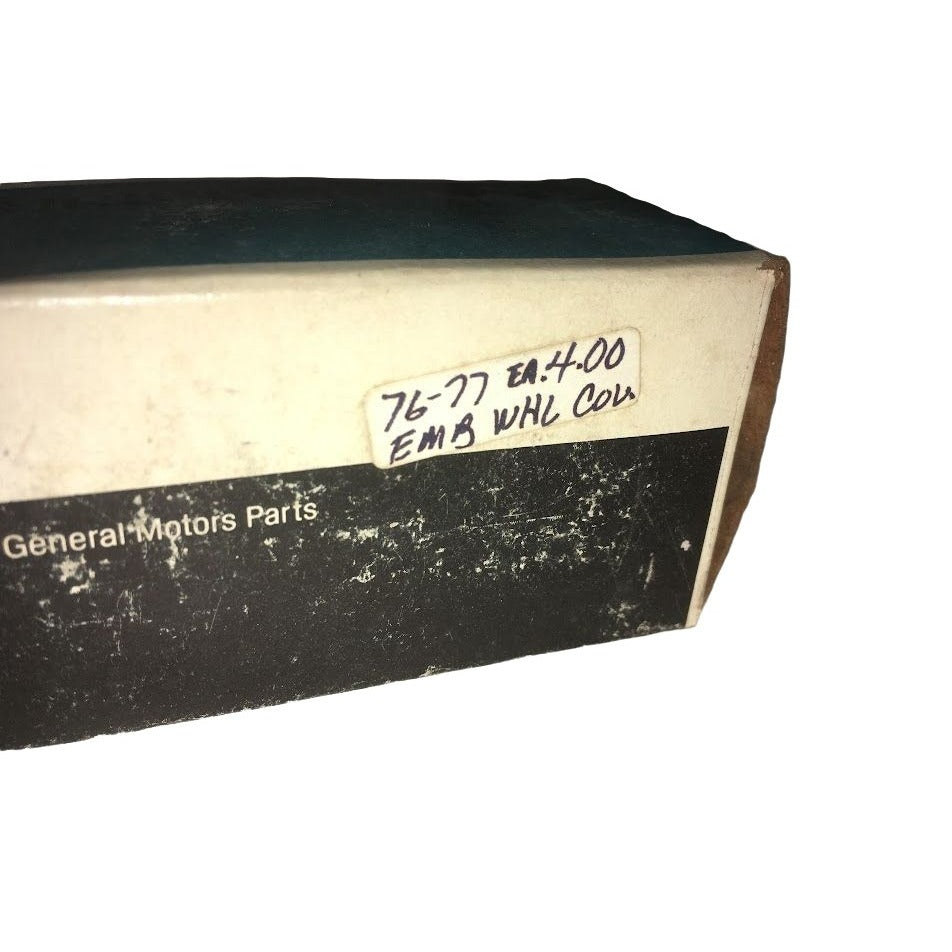 76-77 EA. 4.00
EMB WHL COV.
General Motors Parts